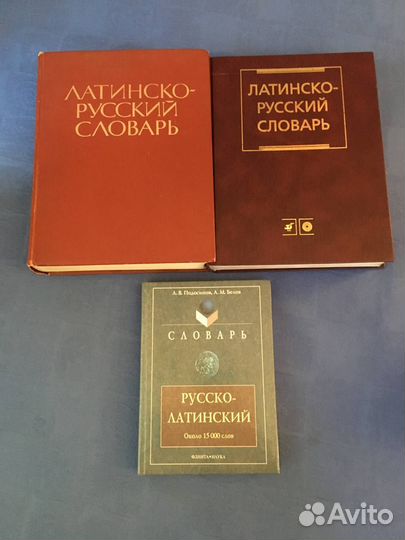 ЛАТИНСКО-
РУССКИЙ
СЛОВАРЬ
ЛАТИНСКО-
РУССКИЙ
СЛОВАРЬ
А. В. Подосинов, А. М. Белов
СЛОВАРЬ
РУССКО-
ЛАТИНСКИЙ
Около 15 000 слов
ФЛИНТА • НАУКА
Avito